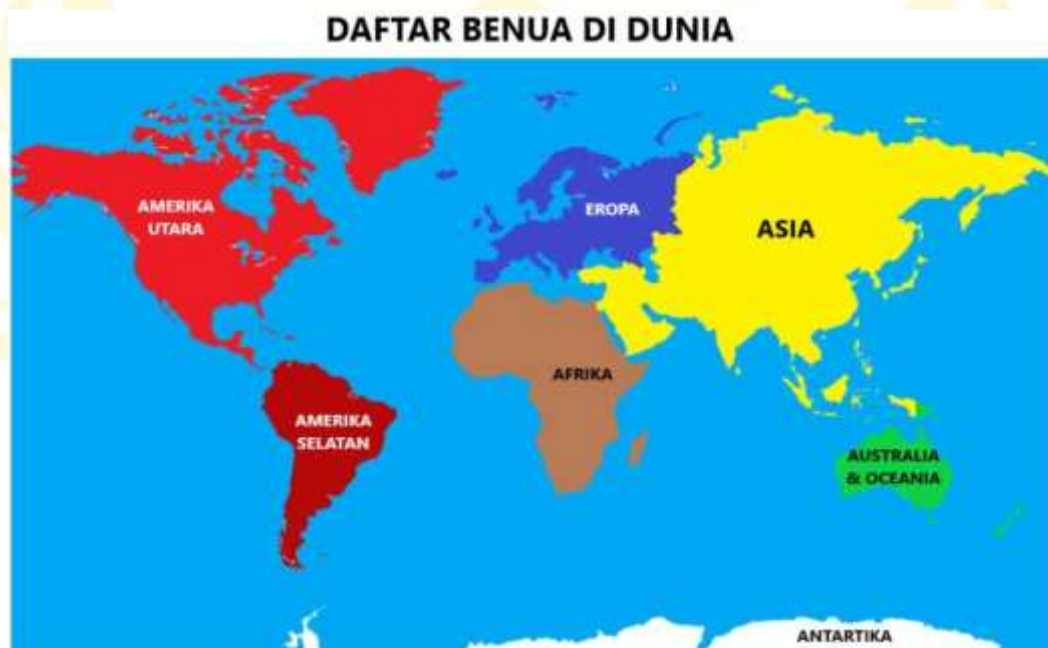 DAFTAR BENUA DI DUNIA
AMERIKA
UTARA
EROPA
ASIA
AFRIKA
AMERIKA
SELATAN
AUSTRALIA
& OCEANIA
ANTARTIKA